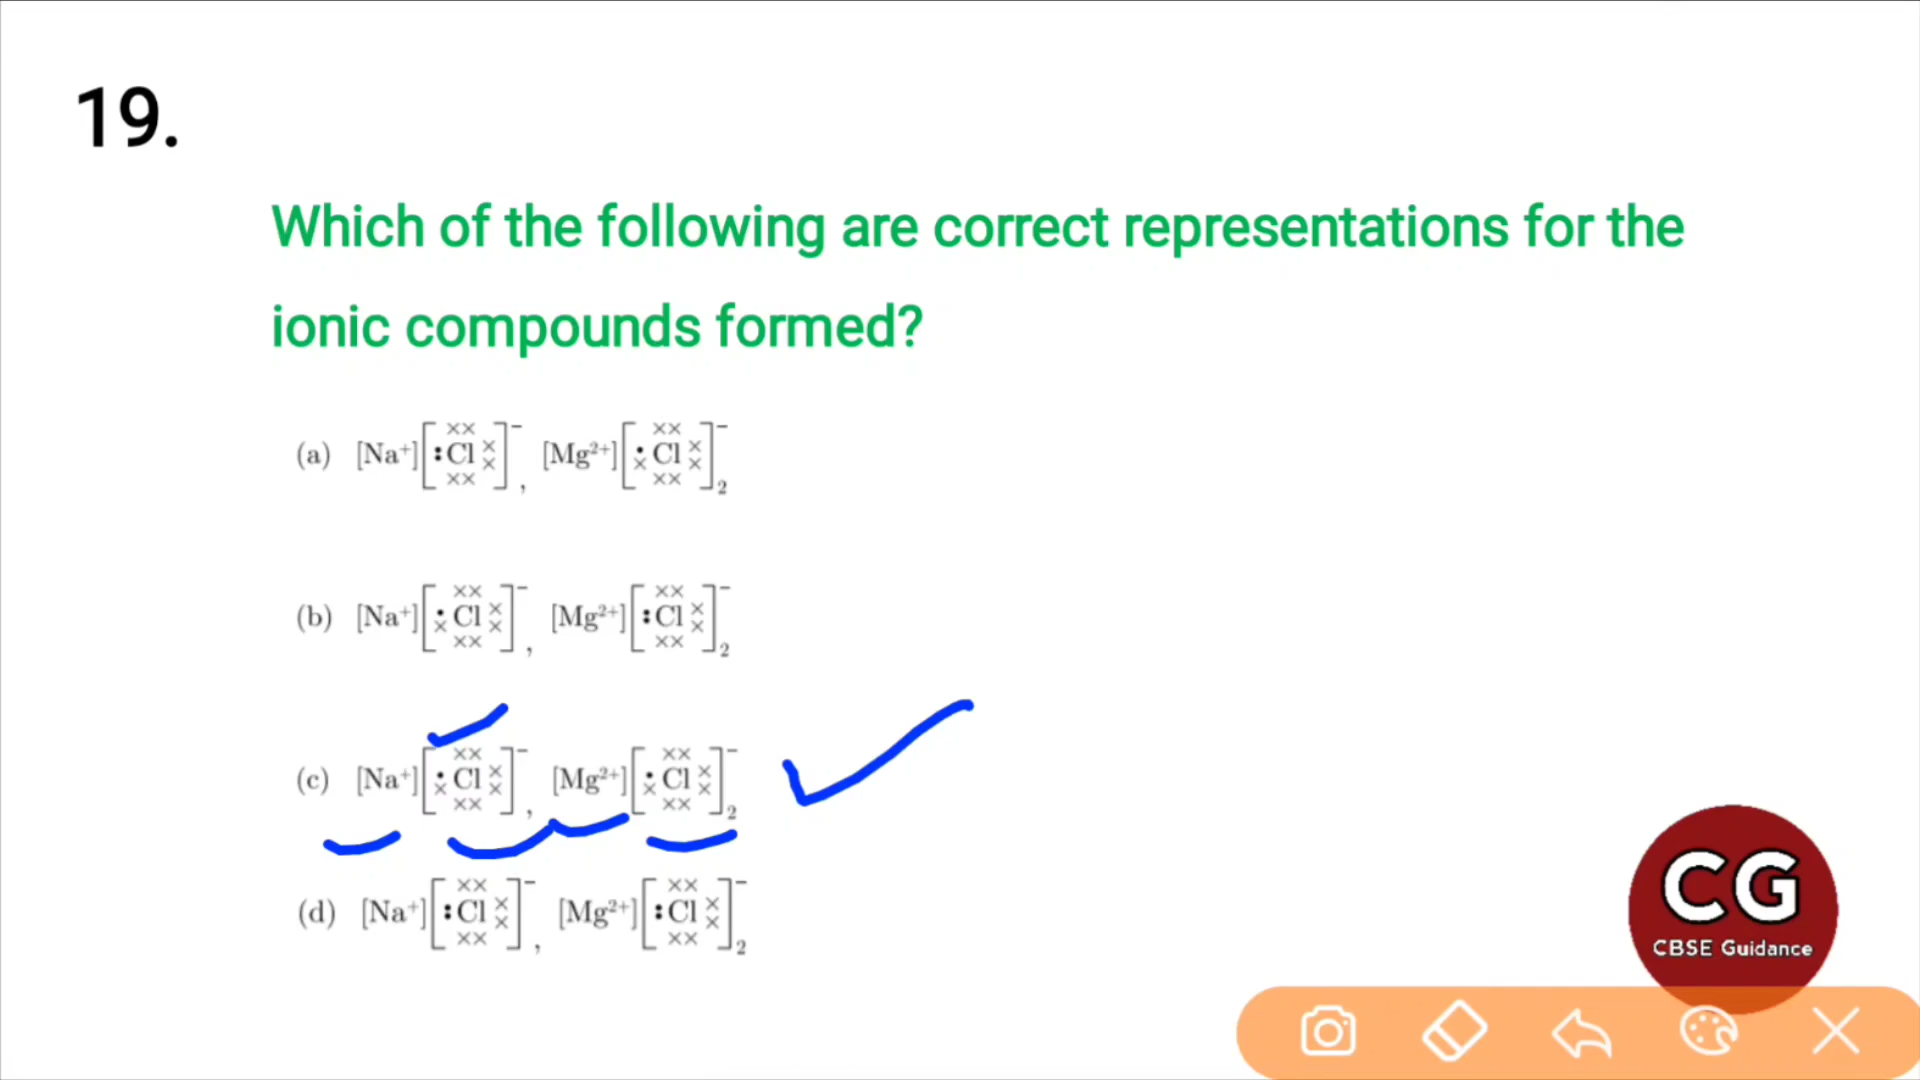 19.
Which of the following are correct representations for the
ionic compounds formed?
××        ××
(a) [Na⁺][:Cl××]⁻, [Mg²⁺][•×Cl××]⁻₂
××        ××
××        ××
(b) [Na⁺][•×Cl××]⁻, [Mg²⁺][:Cl××]⁻₂
××        ××
××        ××
(c) [Na⁺][•×Cl××]⁻, [Mg²⁺][•×Cl××]⁻₂
××        ××
××        ××
(d) [Na⁺][:Cl××]⁻, [Mg²⁺][:Cl××]⁻₂
××        ××
CG
CBSE Guidance